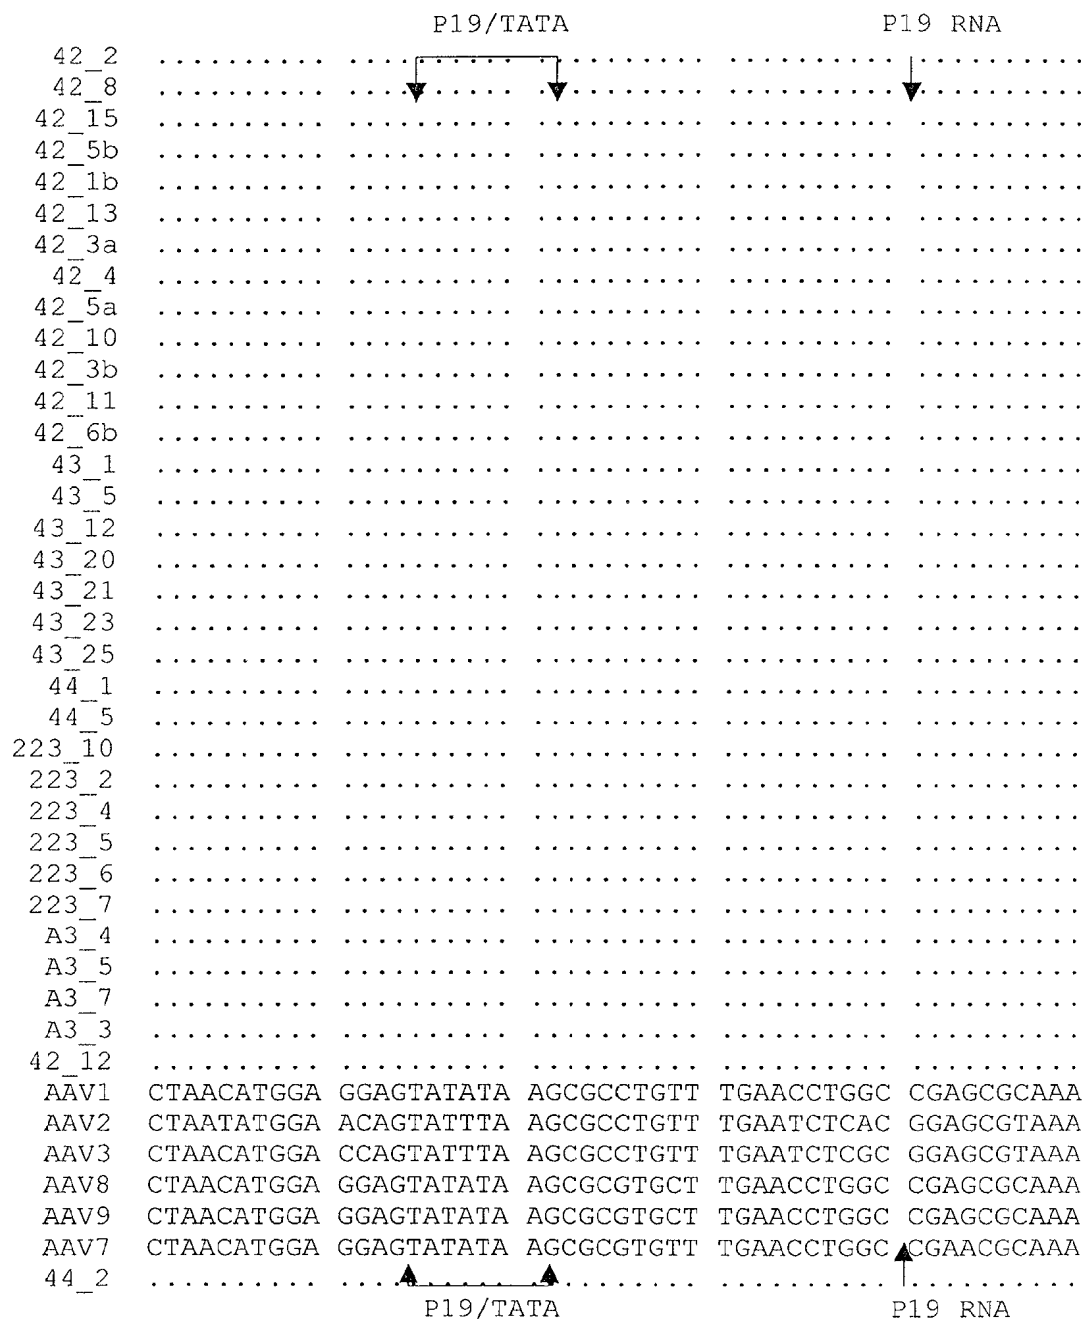 P19/TATA P19 RNA
42_2 .......... .......... .......... .......... ..........
42_8 .......... .......... .......... .......... ..........
42_15 .......... .......... .......... .......... ..........
42_5b .......... .......... .......... .......... ..........
42_1b .......... .......... .......... .......... ..........
42_13 .......... .......... .......... .......... ..........
42_3a .......... .......... .......... .......... ..........
42_4 .......... .......... .......... .......... ..........
42_5a .......... .......... .......... .......... ..........
42_10 .......... .......... .......... .......... ..........
42_3b .......... .......... .......... .......... ..........
42_11 .......... .......... .......... .......... ..........
42_6b .......... .......... .......... .......... ..........
43_1 .......... .......... .......... .......... ..........
43_5 .......... .......... .......... .......... ..........
43_12 .......... .......... .......... .......... ..........
43_20 .......... .......... .......... .......... ..........
43_21 .......... .......... .......... .......... ..........
43_23 .......... .......... .......... .......... ..........
43_25 .......... .......... .......... .......... ..........
44_1 .......... .......... .......... .......... ..........
44_5 .......... .......... .......... .......... ..........
223_10 .......... .......... .......... .......... ..........
223_2 .......... .......... .......... .......... ..........
223_4 .......... .......... .......... .......... ..........
223_5 .......... .......... .......... .......... ..........
223_6 .......... .......... .......... .......... ..........
223_7 .......... .......... .......... .......... ..........
A3_4 .......... .......... .......... .......... ..........
A3_5 .......... .......... .......... .......... ..........
A3_7 .......... .......... .......... .......... ..........
A3_3 .......... .......... .......... .......... ..........
42_12 .......... .......... .......... .......... ..........
AAV1 CTAACATGGA GGAGTATATA AGCGCCTGTT TGAACCTGGC CGAGCGCAAA
AAV2 CTAATATGGA ACAGTATTTA AGCGCCTGTT TGAATCTCAC GGAGCGTAAA
AAV3 CTAACATGGA CCAGTATTTA AGCGCCTGTT TGAATCTCGC GGAGCGTAAA
AAV8 CTAACATGGA GGAGTATATA AGCGCGTGCT TGAACCTGGC CGAGCGCAAA
AAV9 CTAACATGGA GGAGTATATA AGCGCGTGCT TGAACCTGGC CGAGCGCAAA
AAV7 CTAACATGGA GGAGTATATA AGCGCGTGTT TGAACCTGGC CGAACGCAAA
44_2 .......... .......... .......... .......... ..........
P19/TATA P19 RNA